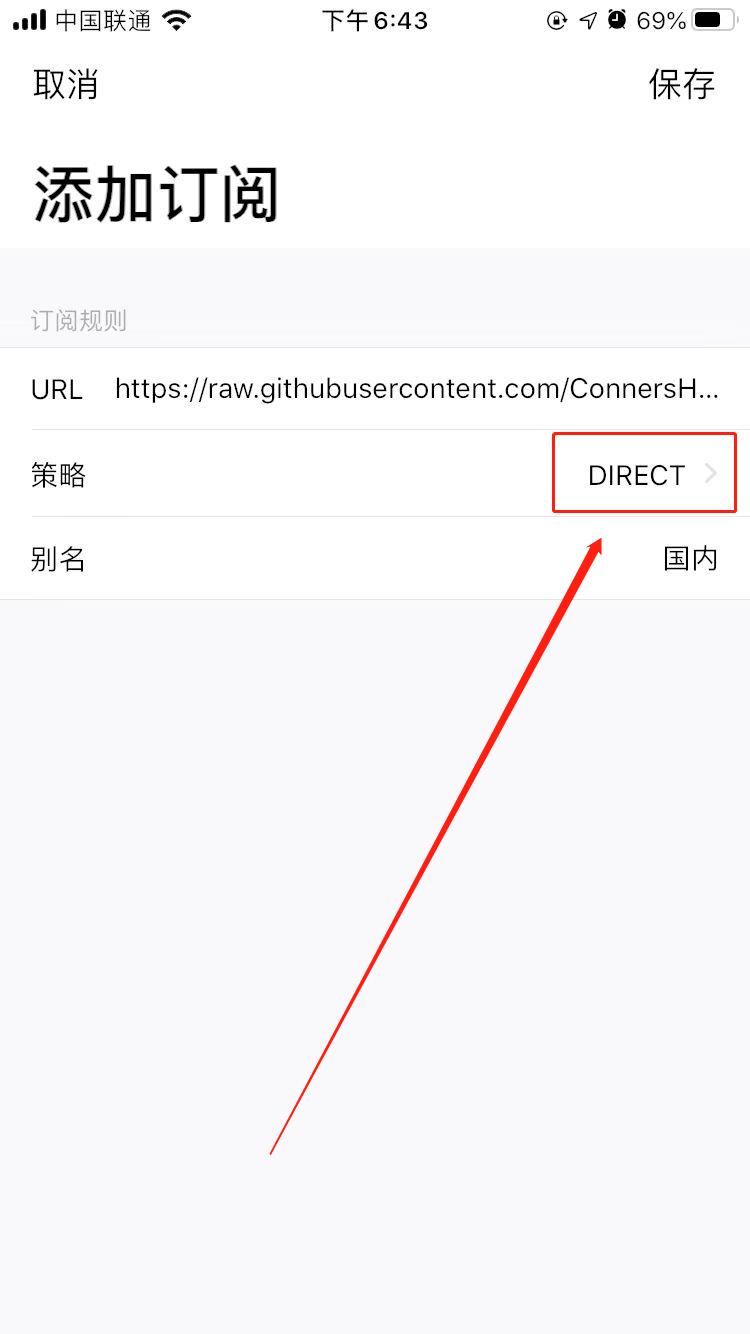 中国联通 下午6:43 69%
取消 保存
添加订阅
订阅规则
URL https://raw.githubusercontent.com/ConnersH...
策略 DIRECT
别名 国内